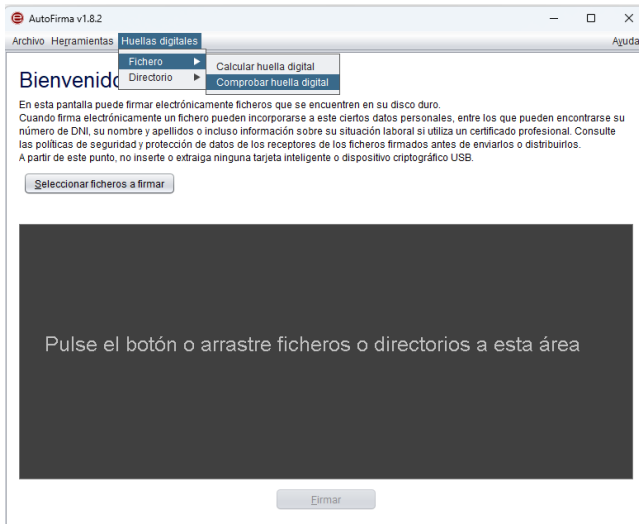 AutoFirma v1.8.2
Archivo Herramientas Huellas digitales Ayuda
Fichero Calcular huella digital
Directorio Comprobar huella digital
Bienvenido
En esta pantalla puede firmar electrónicamente ficheros que se encuentren en su disco duro.
Cuando firma electrónicamente un fichero pueden incorporarse a este ciertos datos personales, entre los que pueden encontrarse su
número de DNI, su nombre y apellidos o incluso información sobre su situación laboral si utiliza un certificado profesional. Consulte
las políticas de seguridad y protección de datos de los receptores de los ficheros firmados antes de enviarlos o distribuirlos.
A partir de este punto, no inserte o extraiga ninguna tarjeta inteligente o dispositivo criptográfico USB.
Seleccionar ficheros a firmar
Pulse el botón o arrastre ficheros o directorios a esta área
Firmar